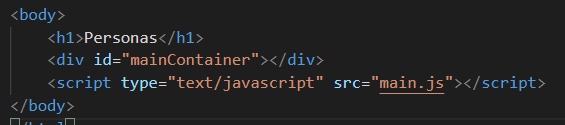 <body>
<h1>Personas</h1>
<div id="mainContainer"></div>
<script type="text/javascript" src="main.js"></script>
</body>